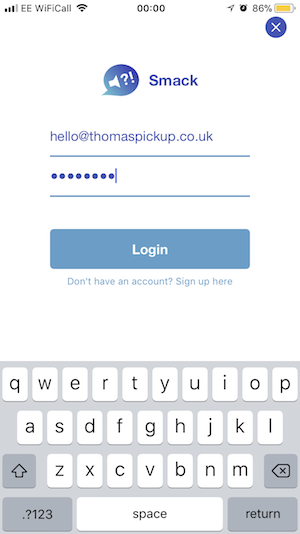 EE WiFiCall 00:00 86%
?!
Smack
hello@thomaspickup.co.uk
••••••••
Login
Don't have an account? Sign up here
q w e r t y u i o p
a s d f g h j k l
z x c v b n m
.?123 space return